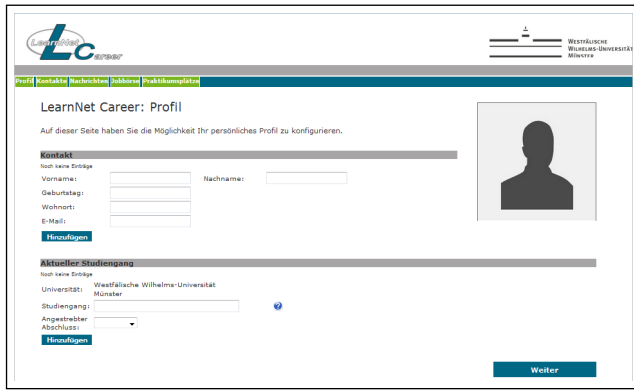 LearnNet
Career
WESTFÄLISCHE
WILHELMS-UNIVERSITÄT
MÜNSTER
Profil Kontakte Nachrichten Jobbörse Praktikumsplätze
LearnNet Career: Profil
Auf dieser Seite haben Sie die Möglichkeit Ihr persönliches Profil zu konfigurieren.
Kontakt
Noch keine Einträge
Vorname: Nachname:
Geburtstag:
Wohnort:
E-Mail:
Hinzufügen
Aktueller Studiengang
Noch keine Einträge
Universität: Westfälische Wilhelms-Universität
Münster
Studiengang: ?
Angestrebter
Abschluss:
Hinzufügen
Weiter